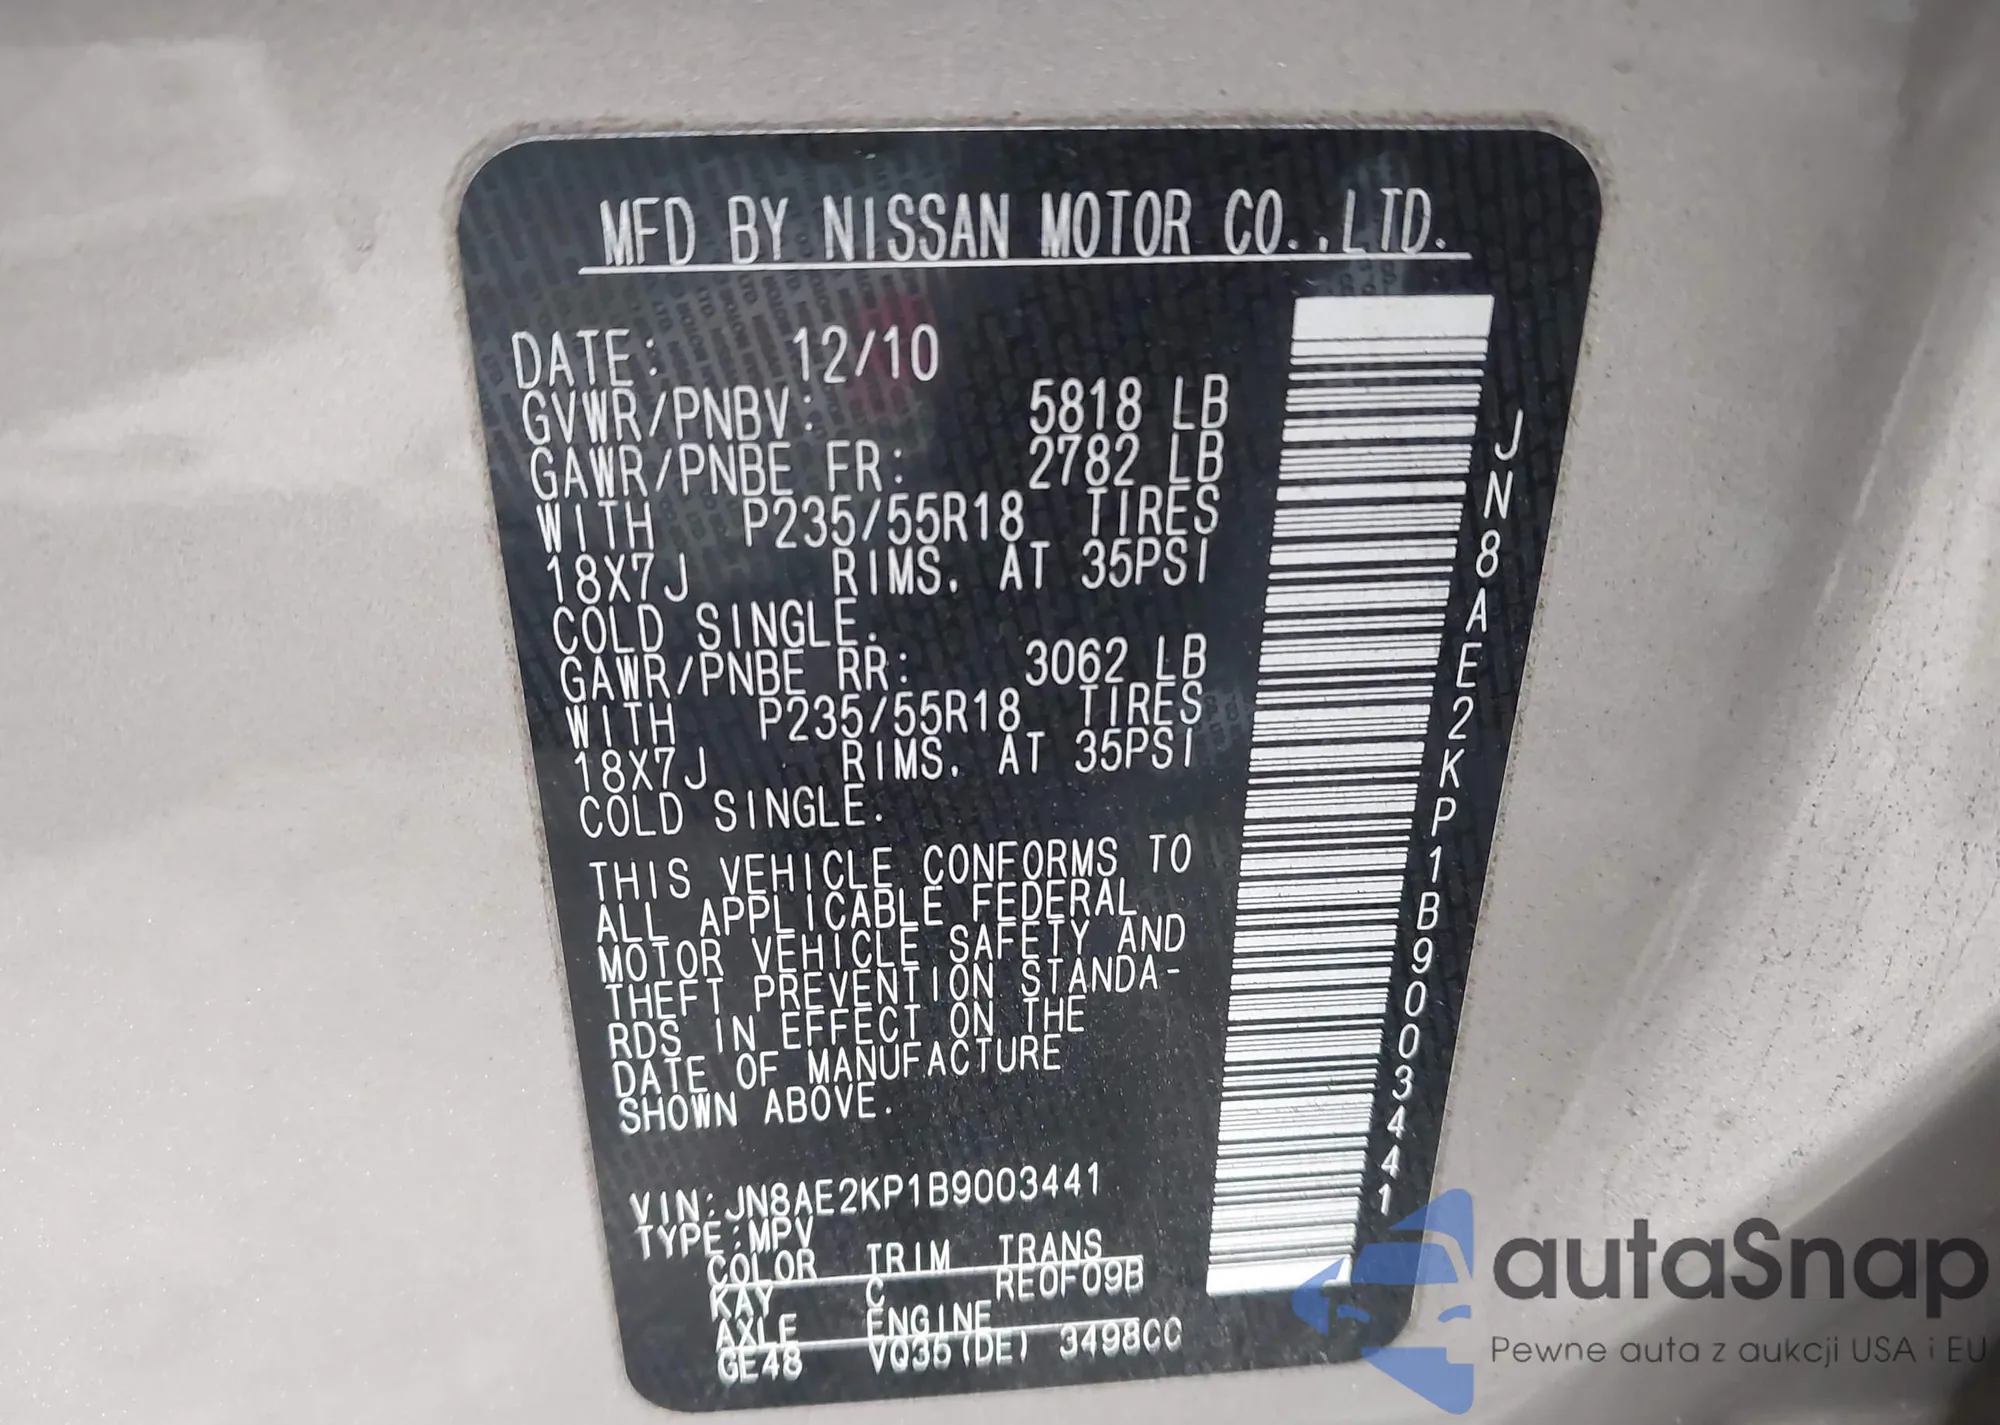 MFD BY NISSAN MOTOR CO.,LTD.
DATE: 12/10
GVWR/PNBV: 5818 LB
GAWR/PNBE FR: 2782 LB
WITH P235/55R18 TIRES
18X7J RIMS. AT 35PSI
COLD SINGLE.
GAWR/PNBE RR: 3062 LB
WITH P235/55R18 TIRES
18X7J RIMS. AT 35PSI
COLD SINGLE.
THIS VEHICLE CONFORMS TO
ALL APPLICABLE FEDERAL
MOTOR VEHICLE SAFETY AND
THEFT PREVENTION STANDA-
RDS IN EFFECT ON THE
DATE OF MANUFACTURE
SHOWN ABOVE.
VIN:JN8AE2KP1B9003441
TYPE:MPV
COLOR TRIM TRANS
KAY C RE0F09B
AXLE ENGINE
GE48 VQ35(DE) 3498CC
JN8AE2KP1B9003441
autaSnap
Pewne auta z aukcji USA i EU